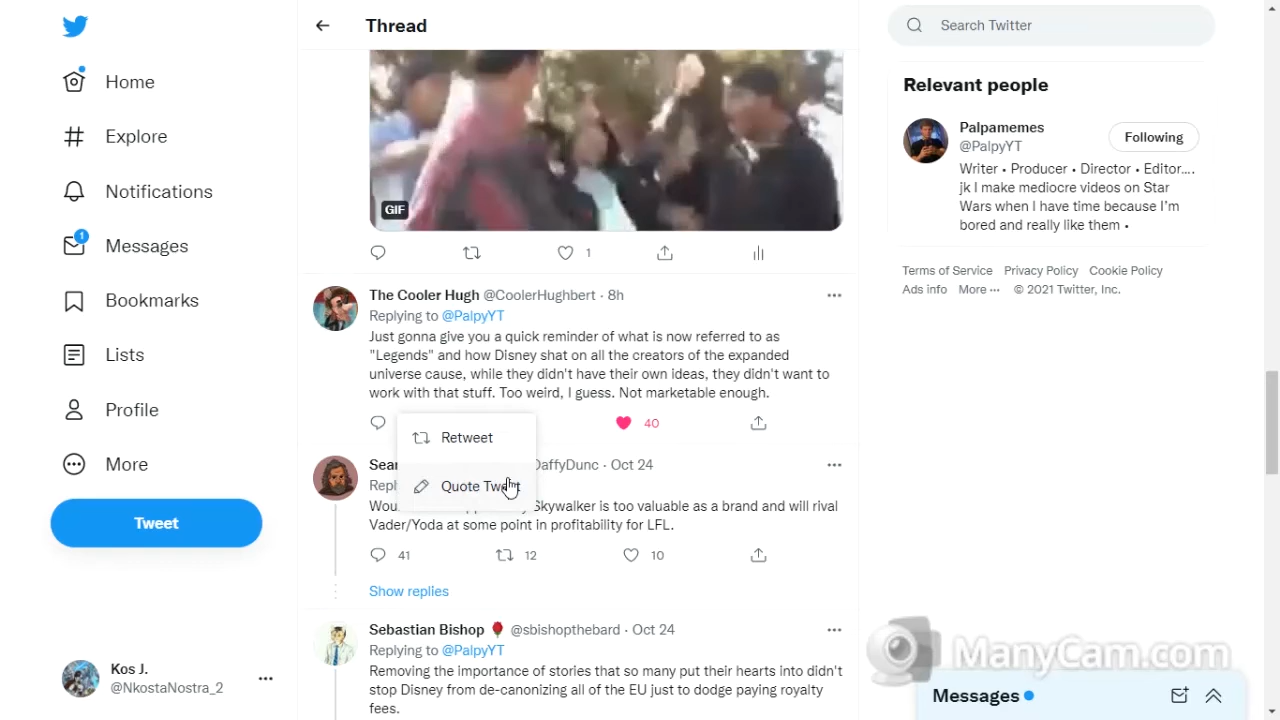 Home
Explore
Notifications
1
Messages
Bookmarks
Lists
Profile
More
Tweet
Kos J.
@NkostaNostra_2
Thread
GIF
1
The Cooler Hugh @CoolerHughbert · 8h
Replying to @PalpyYT
Just gonna give you a quick reminder of what is now referred to as
"Legends" and how Disney shat on all the creators of the expanded
universe cause, while they didn't have their own ideas, they didn't want to
work with that stuff. Too weird, I guess. Not marketable enough.
40
Retweet
Quote Tweet
DaffyDunc · Oct 24
Skywalker is too valuable as a brand and will rival
Vader/Yoda at some point in profitability for LFL.
41 12 10
Show replies
Sebastian Bishop 🌹 @sbishopthebard · Oct 24
Replying to @PalpyYT
Removing the importance of stories that so many put their hearts into didn't
stop Disney from de-canonizing all of the EU just to dodge paying royalty
fees.
Search Twitter
Relevant people
Palpamemes
@PalpyYT
Following
Writer • Producer • Director • Editor....
jk I make mediocre videos on Star
Wars when I have time because I'm
bored and really like them •
Terms of Service Privacy Policy Cookie Policy
Ads info More ··· © 2021 Twitter, Inc.
ManyCam.com
Messages